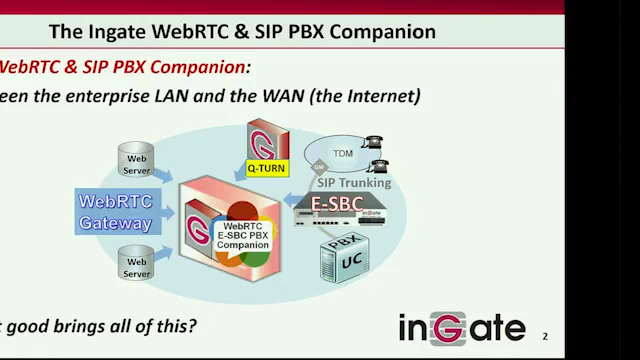 The Ingate WebRTC & SIP PBX Companion
WebRTC & SIP PBX Companion:
een the enterprise LAN and the WAN (the Internet)
Web
Server
Q-TURN
TDM
GW
SIP Trunking
WebRTC
Gateway
E-SBC
inGate
WebRTC
E-SBC PBX
Companion
PBX
UC
Web
Server
t good brings all of this?
inGate
2